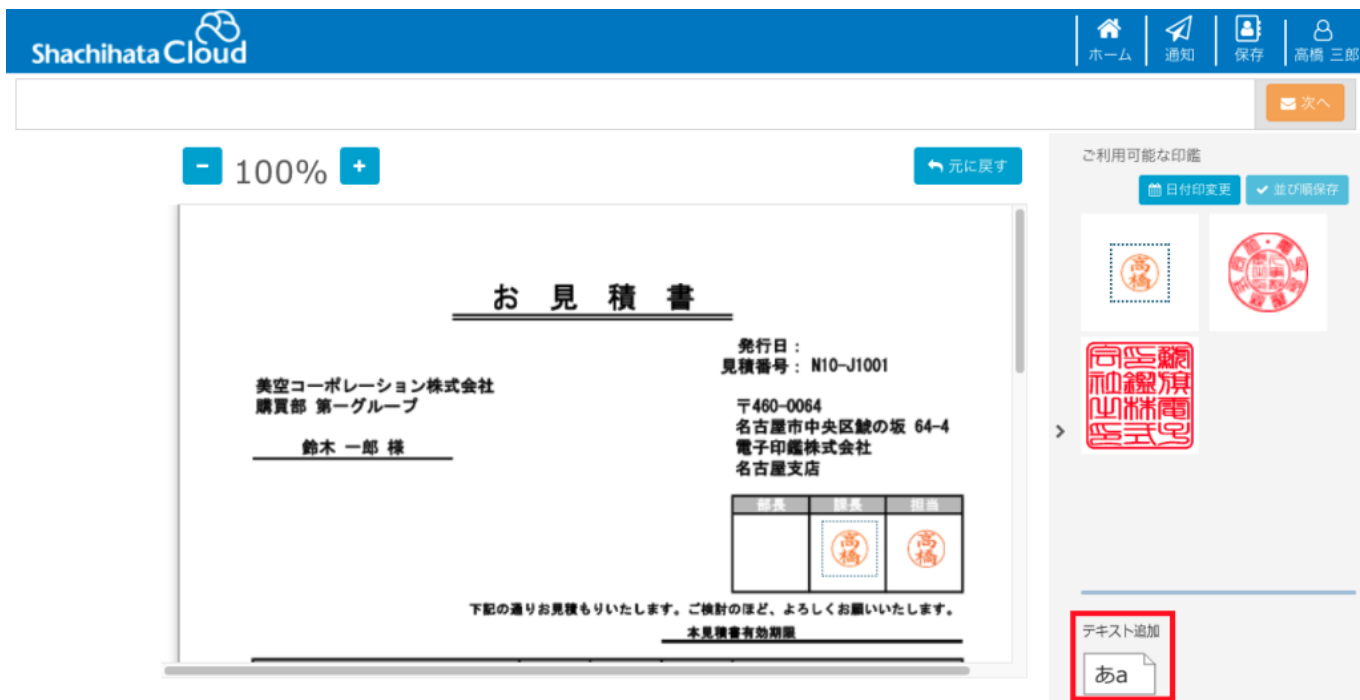 Shachihata Cloud
ホーム
通知
保存
高橋 三郎
次へ
100%
元に戻す
ご利用可能な印鑑
日付印変更
並び順保存
高橋
お 見 積 書
発行日：
見積番号： N10-J1001
美空コーポレーション株式会社
購買部 第一グループ
鈴木 一郎 様
〒460-0064
名古屋市中央区鯱の坂 64-4
電子印鑑株式会社
名古屋支店
部長 課長 担当
高橋 高橋
下記の通りお見積もりいたします。ご検討のほど、よろしくお願いいたします。
本見積書有効期限
テキスト追加
あa